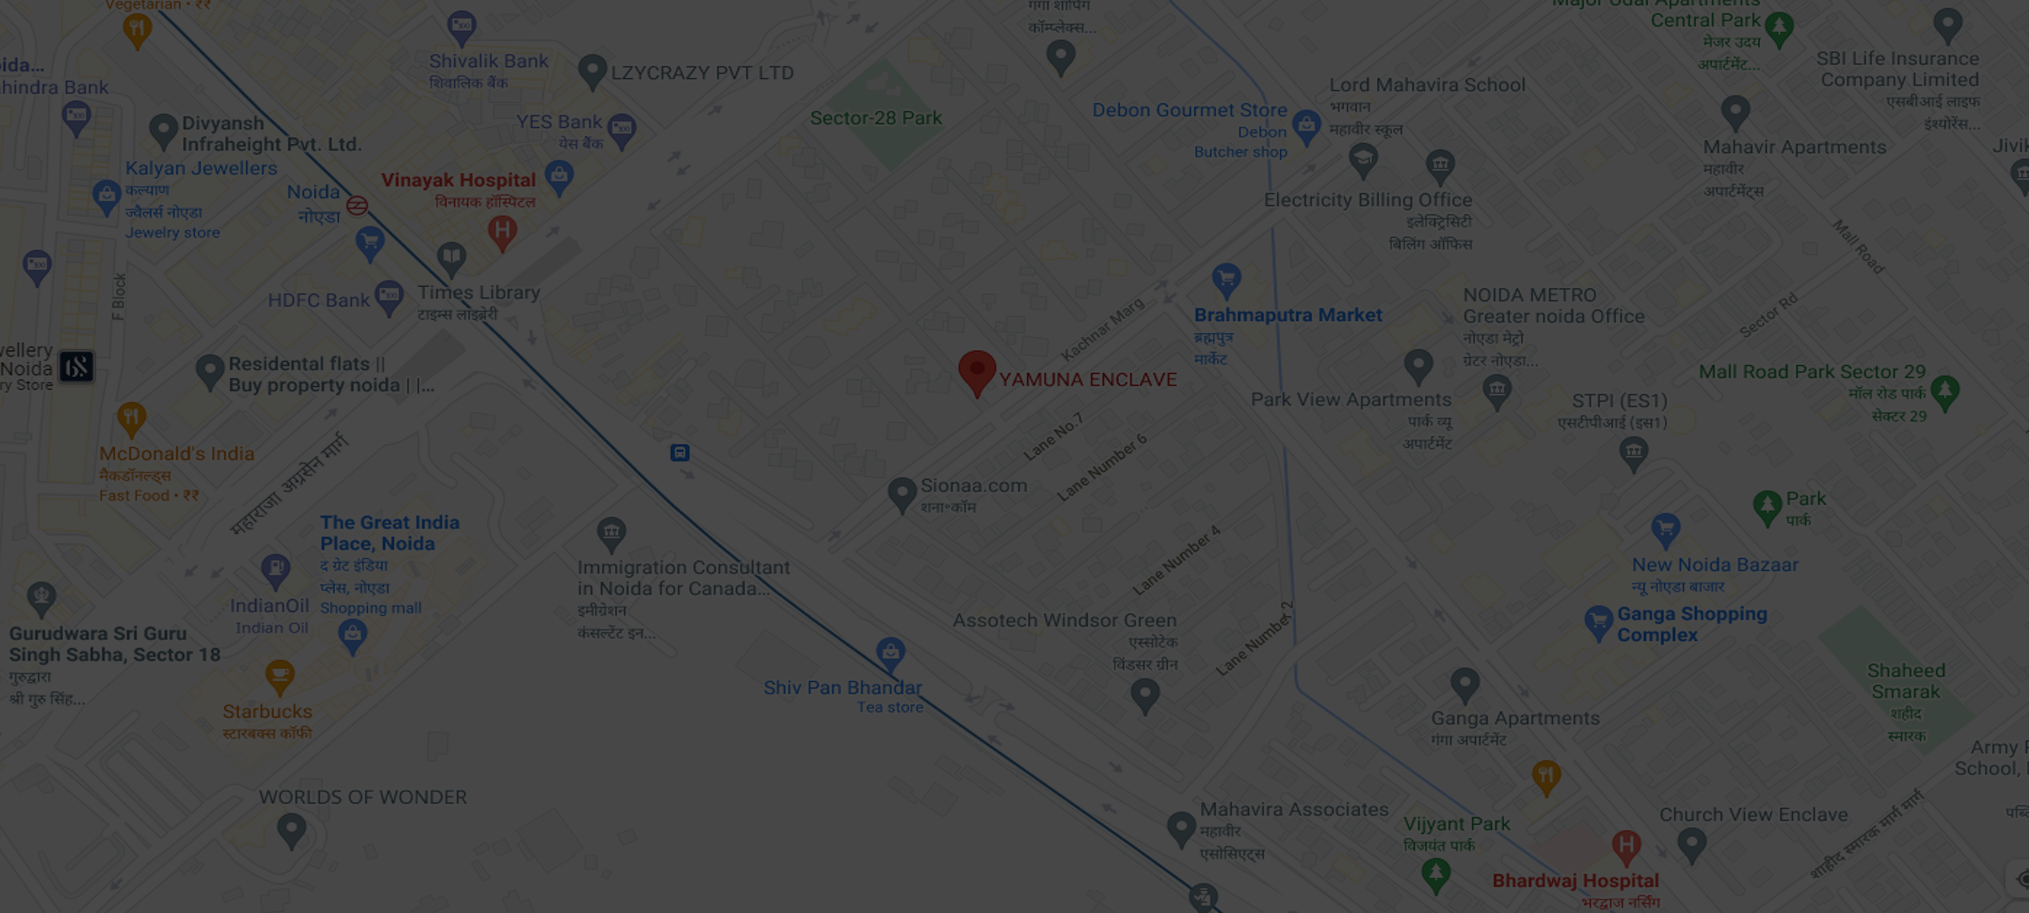 Vegetarian • ₹₹
Shivalik Bank
शिवालिक बैंक
LZYCRAZY PVT LTD
गंगा शॉपिंग
कॉम्प्लेक्स...
Central Park
मेजर उदय
अपार्टमेंट...
SBI Life Insurance
Company Limited
एसबीआई लाइफ
इंश्योरेंस...
Lord Mahavira School
भगवान
महावीर स्कूल
Debon Gourmet Store
Debon
Butcher shop
Sector-28 Park
YES Bank
येस बैंक
Divyansh
Infraheight Pvt. Ltd.
Kalyan Jewellers
कल्याण
ज्वैलर्स नोएडा
Jewelry store
Noida
नोएडा
Vinayak Hospital
विनायक हॉस्पिटल
Mahavir Apartments
महावीर
अपार्टमेंट्स
Electricity Billing Office
इलेक्ट्रिसिटी
बिलिंग ऑफिस
Mall Road
F Block
HDFC Bank
Times Library
टाइम्स लाइब्रेरी
Kachnar Marg
Brahmaputra Market
ब्रह्मपुत्र
मार्केट
NOIDA METRO
Greater noida Office
नोएडा मेट्रो
ग्रेटर नोएडा...
Sector Rd
Noida
Residental flats ||
Buy property noida | ||...
YAMUNA ENCLAVE
Park View Apartments
पार्क व्यू
अपार्टमेंट
Mall Road Park Sector 29
मॉल रोड पार्क
सेक्टर 29
STPI (ES1)
एसटीपीआई (इस1)
McDonald's India
मैकडॉनल्ड्स
Fast Food • ₹₹
महाराजा अग्रसेन मार्ग
Lane No.7
Lane Number 6
Sionaa.com
शना॰कॉम
Park
पार्क
The Great India
Place, Noida
द ग्रेट इंडिया
प्लेस, नोएडा
Shopping mall
Lane Number 4
Immigration Consultant
in Noida for Canada...
इमीग्रेशन
कंसल्टेंट इन...
New Noida Bazaar
न्यू नोएडा बाजार
IndianOil
Indian Oil
Ganga Shopping
Complex
Assotech Windsor Green
एस्सोटेक
विंडसर ग्रीन
Lane Number 2
Gurudwara Sri Guru
Singh Sabha, Sector 18
गुरुद्वारा
श्री गुरु सिंह...
Shaheed
Smarak
शहीद
स्मारक
Shiv Pan Bhandar
Tea store
Starbucks
स्टारबक्स कॉफी
Ganga Apartments
गंगा अपार्टमेंट
Army
School,
WORLDS OF WONDER
Mahavira Associates
महावीर
एसोसिएट्स
Vijyant Park
विजयंत पार्क
Church View Enclave
शहीद स्मारक मार्ग मार्ग
Bhardwaj Hospital
भरद्वाज नर्सिंग